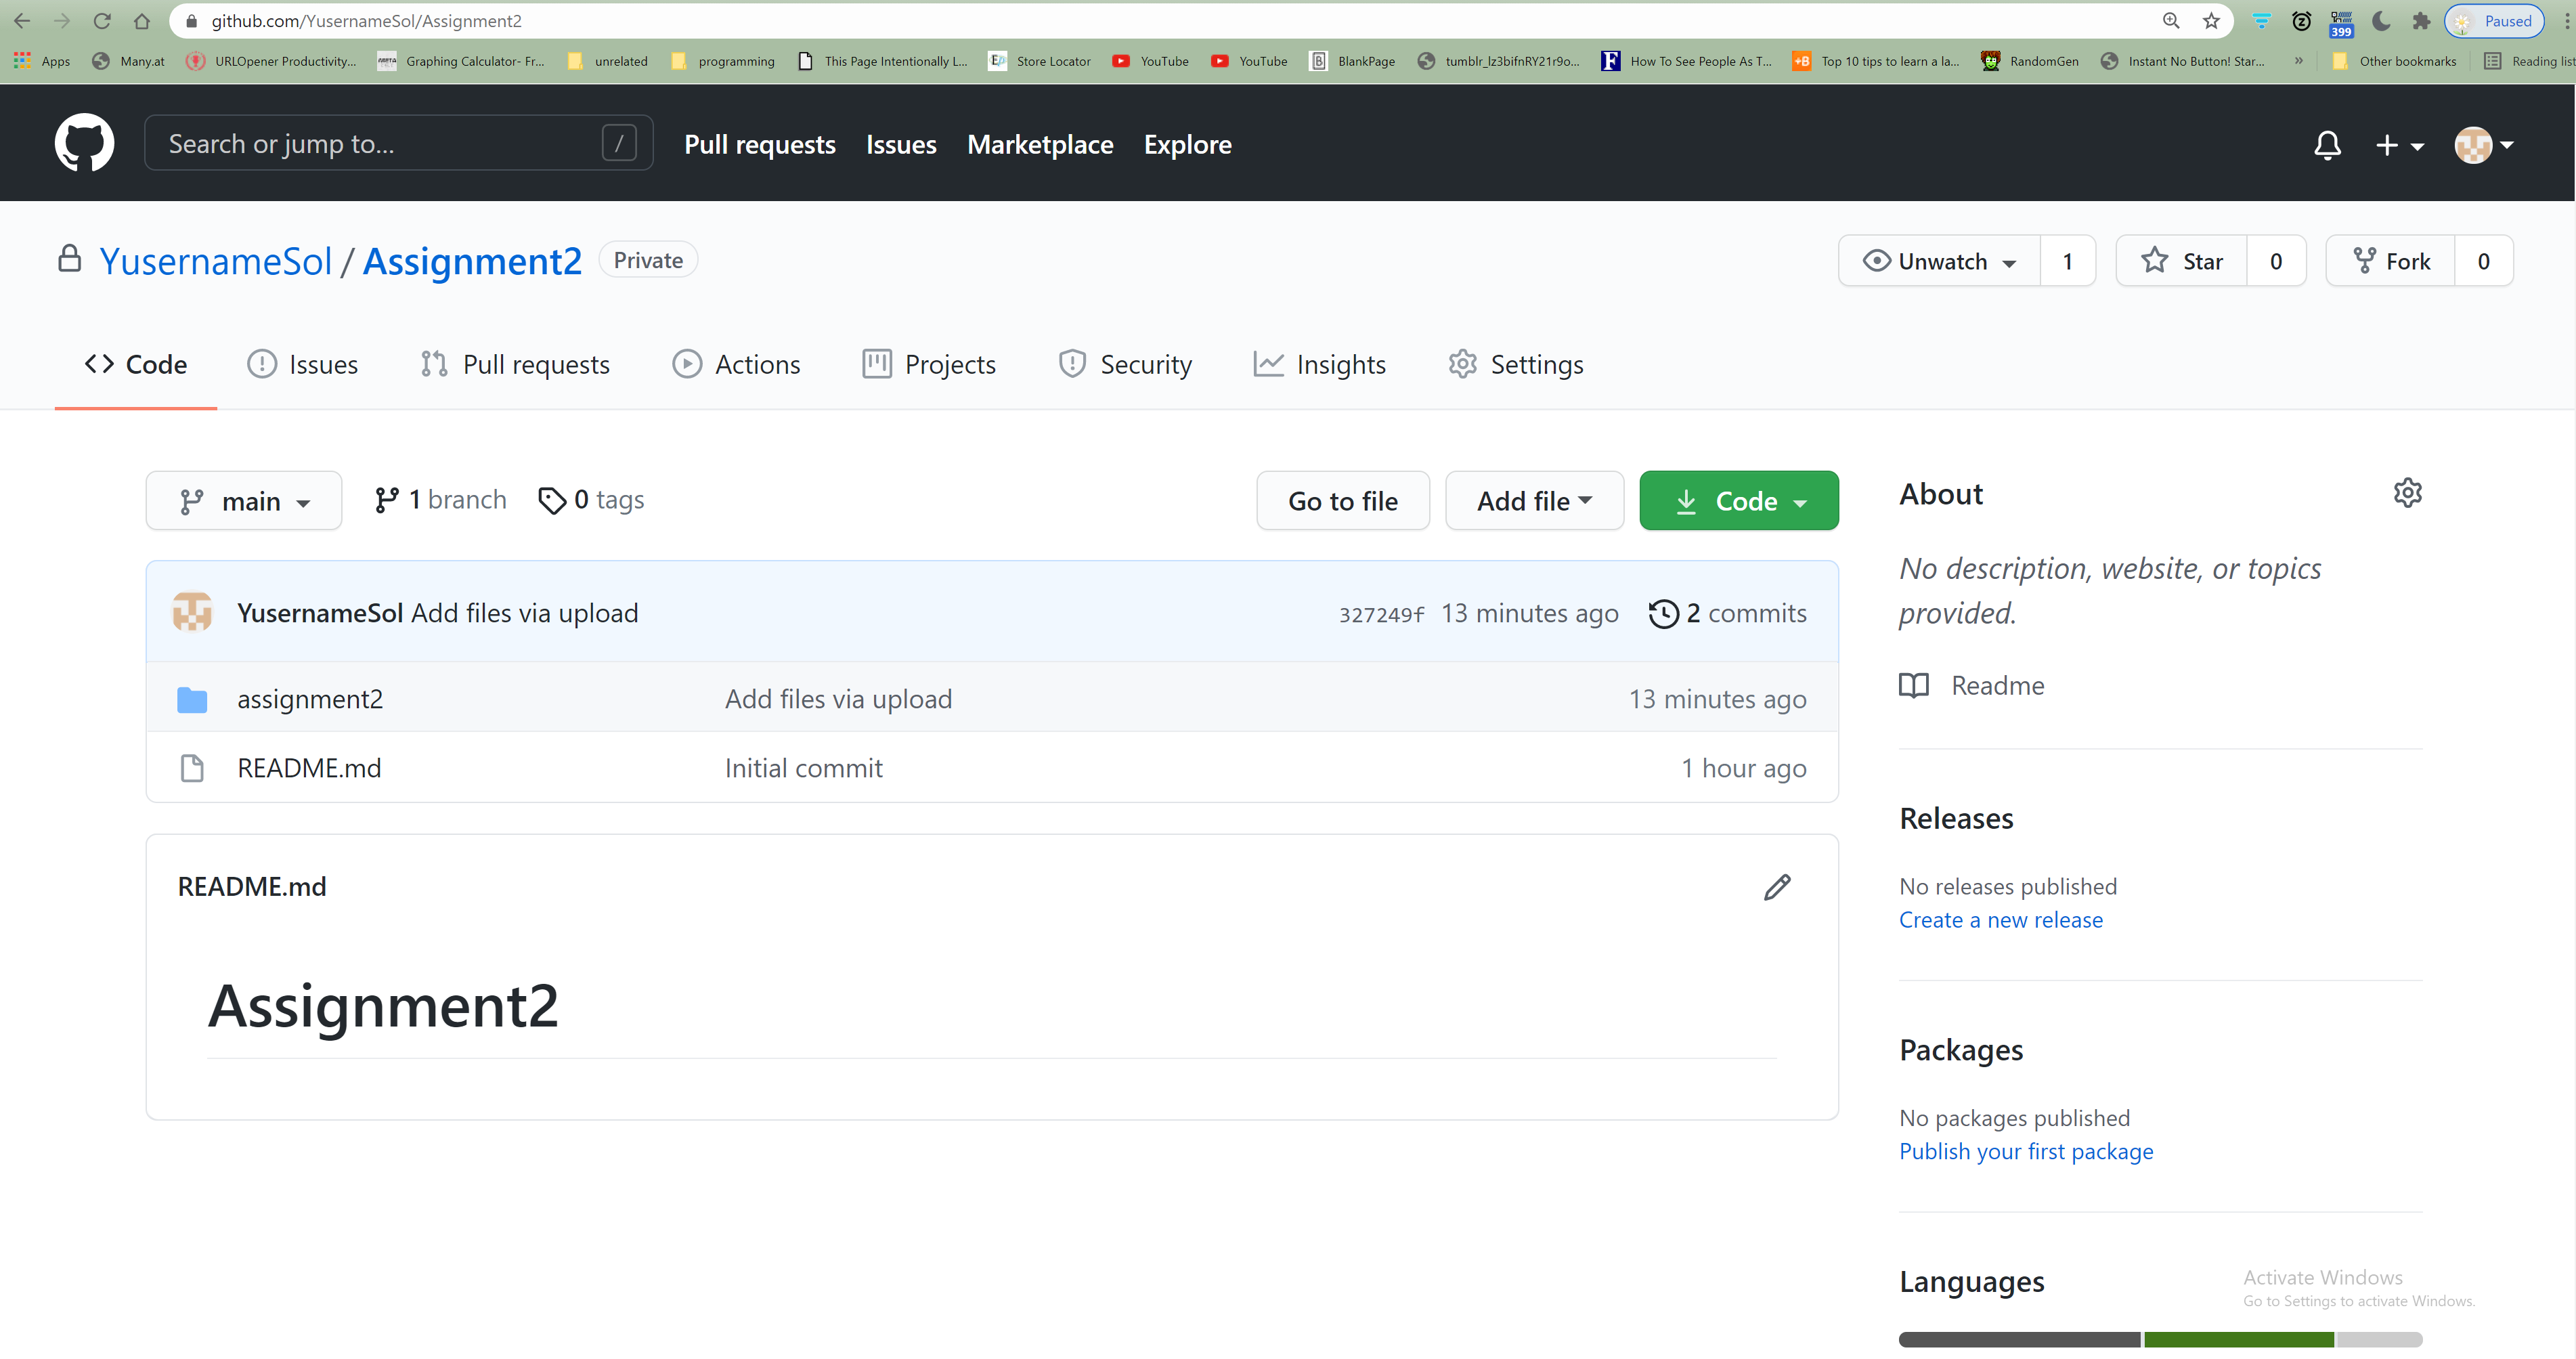 github.com/YusernameSol/Assignment2
Paused
399
Apps Many.at URLOpener Productivity... Graphing Calculator- Fr... unrelated programming This Page Intentionally L... Store Locator YouTube YouTube BlankPage tumblr_lz3bifnRY21r9o... How To See People As T... Top 10 tips to learn a la... RandomGen Instant No Button! Star... » Other bookmarks Reading list
Search or jump to... / Pull requests Issues Marketplace Explore
YusernameSol / Assignment2 Private Unwatch 1 Star 0 Fork 0
Code Issues Pull requests Actions Projects Security Insights Settings
main 1 branch 0 tags Go to file Add file Code
YusernameSol Add files via upload 327249f 13 minutes ago 2 commits
assignment2 Add files via upload 13 minutes ago
README.md Initial commit 1 hour ago
README.md
Assignment2
About
No description, website, or topics
provided.
Readme
Releases
No releases published
Create a new release
Packages
No packages published
Publish your first package
Languages
Activate Windows
Go to Settings to activate Windows.